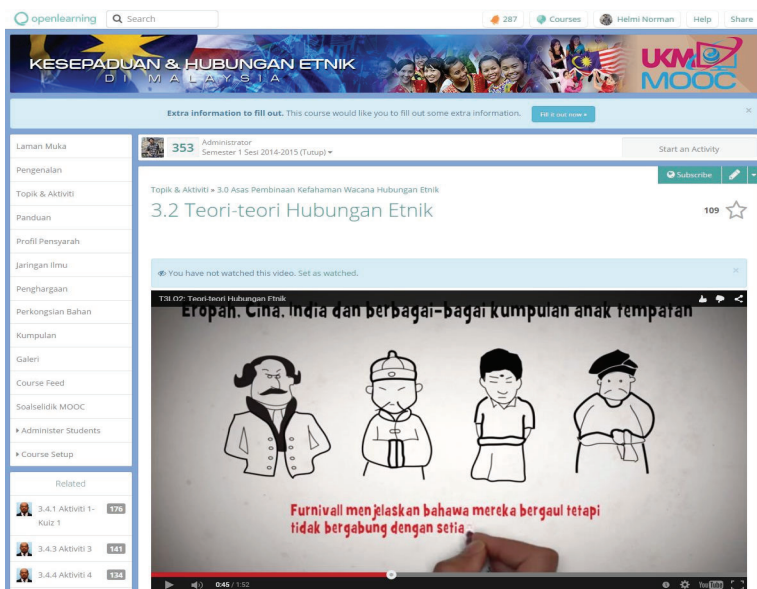 openlearning
Search
287
Courses
Helmi Norman
Help
Share
KESEPADUAN & HUBUNGAN ETNIK
DI MALAYSIA
UKM
MOOC
Extra information to fill out. This course would like you to fill out some extra information.
Fill it out now »
Laman Muka
Pengenalan
Topik & Aktiviti
Panduan
Profil Pensyarah
Jaringan Ilmu
Penghargaan
Perkongsian Bahan
Kumpulan
Galeri
Course Feed
Soalselidik MOOC
Administer Students
Course Setup
Related
3.4.1 Aktiviti 1-
Kuiz 1
176
3.4.3 Aktiviti 3
141
3.4.4 Aktiviti 4
134
353
Administrator
Semester 1 Sesi 2014-2015 (Tutup)
Start an Activity
Subscribe
Topik & Aktiviti » 3.0 Asas Pembinaan Kefahaman Wacana Hubungan Etnik
3.2 Teori-teori Hubungan Etnik
109
You have not watched this video. Set as watched.
T3LO2: Teori-teori Hubungan Etnik
Eropah. Cina. India dan berbagai-bagai kumpulan anak tempatan
Furnivall menjelaskan bahawa mereka bergaul tetapi
tidak bergabung dengan setia
0:45 / 1:52
YouTube